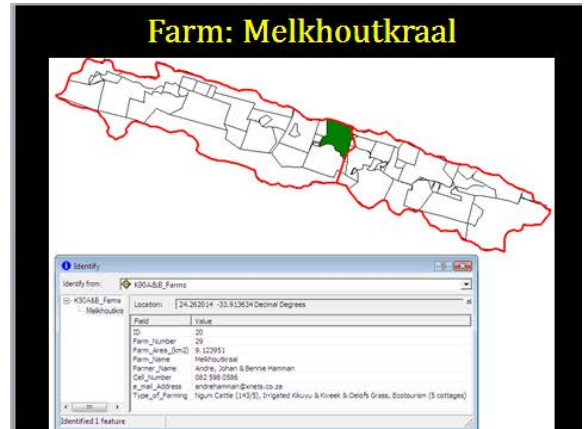 Farm: Melkhoutkraal
Identify
Identify from: K90A&B_Farms
K90A&B_Farms
Melkhoutkra
Location: 24.262014 -33.913634 Decimal Degrees
Field Value
ID 20
Farm_Number 29
Farm_Area_(km2) 9.123951
Farm_Name Melkhoutkraal
Farmer_Name Andre, Johan & Bennie Hamman
Cell_Number 082 598 0586
e_mail_Address andrehamman@xnets.co.za
Type_of_Farming Nguni Cattle (143/5), Irrigated Kikuyu & Kweek & Oelofs Grass, Ecotourism (5 cottages)
Identified 1 feature